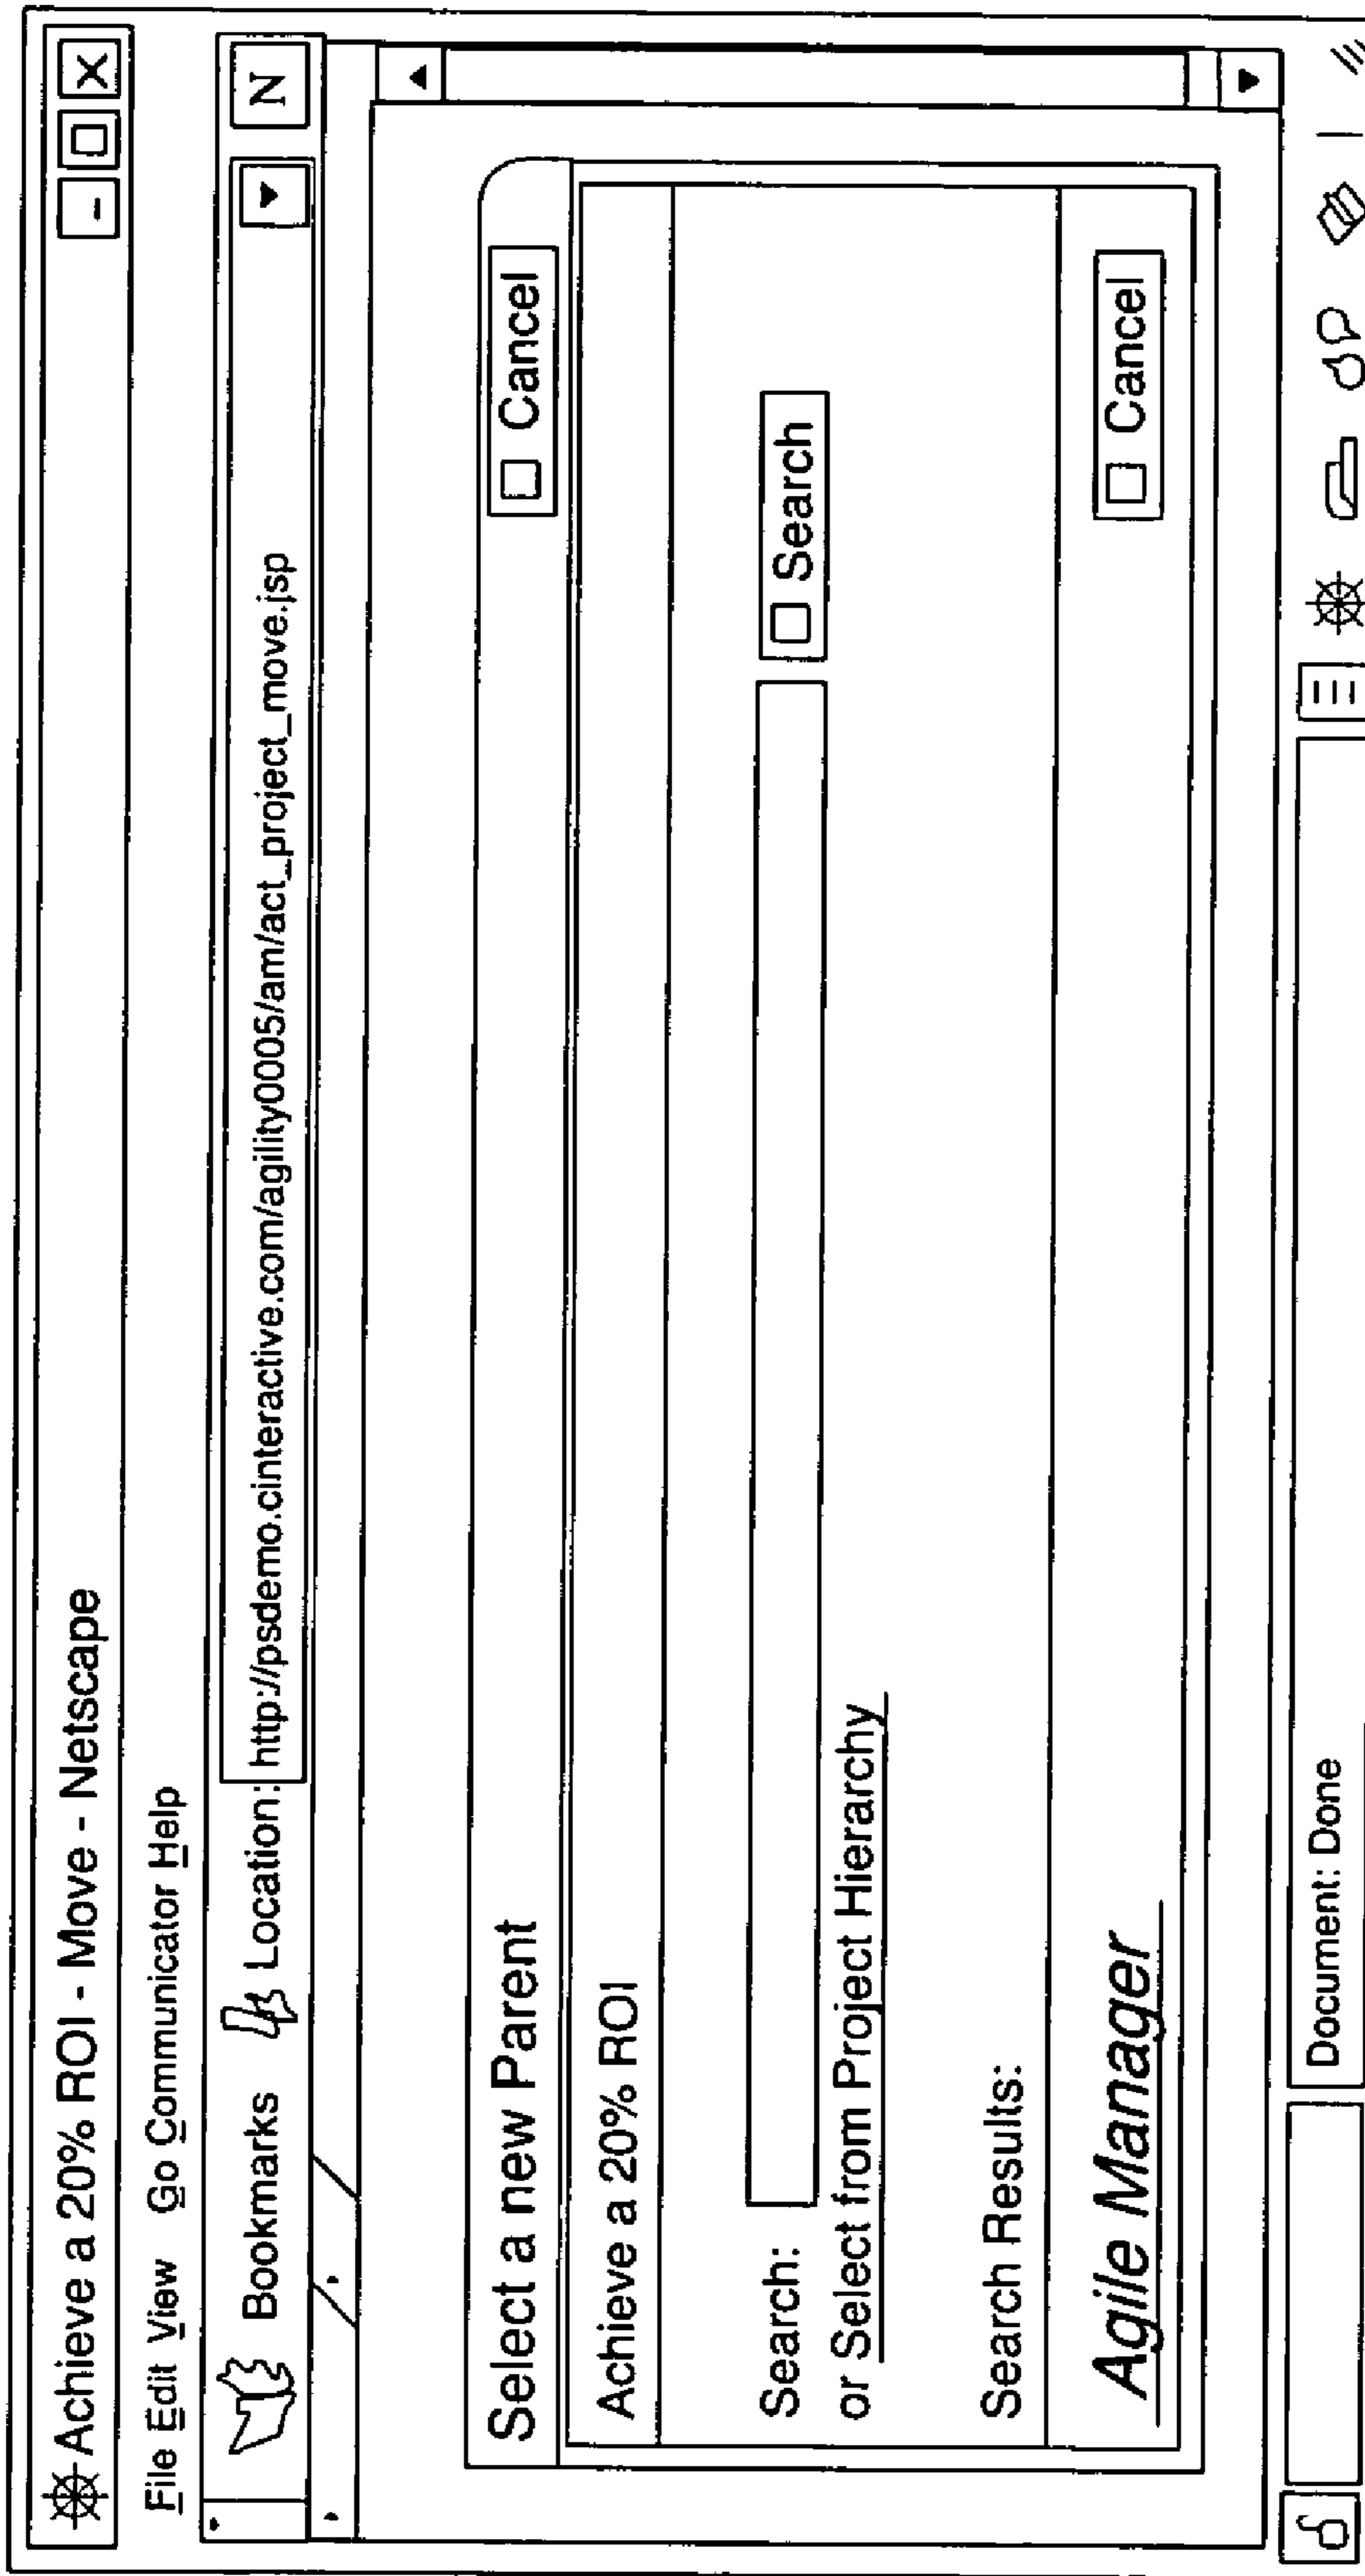 Achieve a 20% ROI - Move - Netscape
File Edit View Go Communicator Help
Bookmarks Location: http://psdemo.cinteractive.com/agility0005/am/act_project_move.jsp N
Select a new Parent Cancel
Achieve a 20% ROI
Search: Search
or Select from Project Hierarchy
Search Results:
Agile Manager Cancel
Document: Done